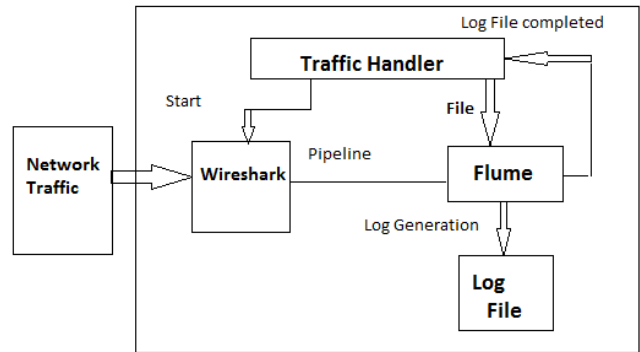 Log File completed
Traffic Handler
Start
File
Network
Traffic
Wireshark
Pipeline
Flume
Log Generation
Log
File